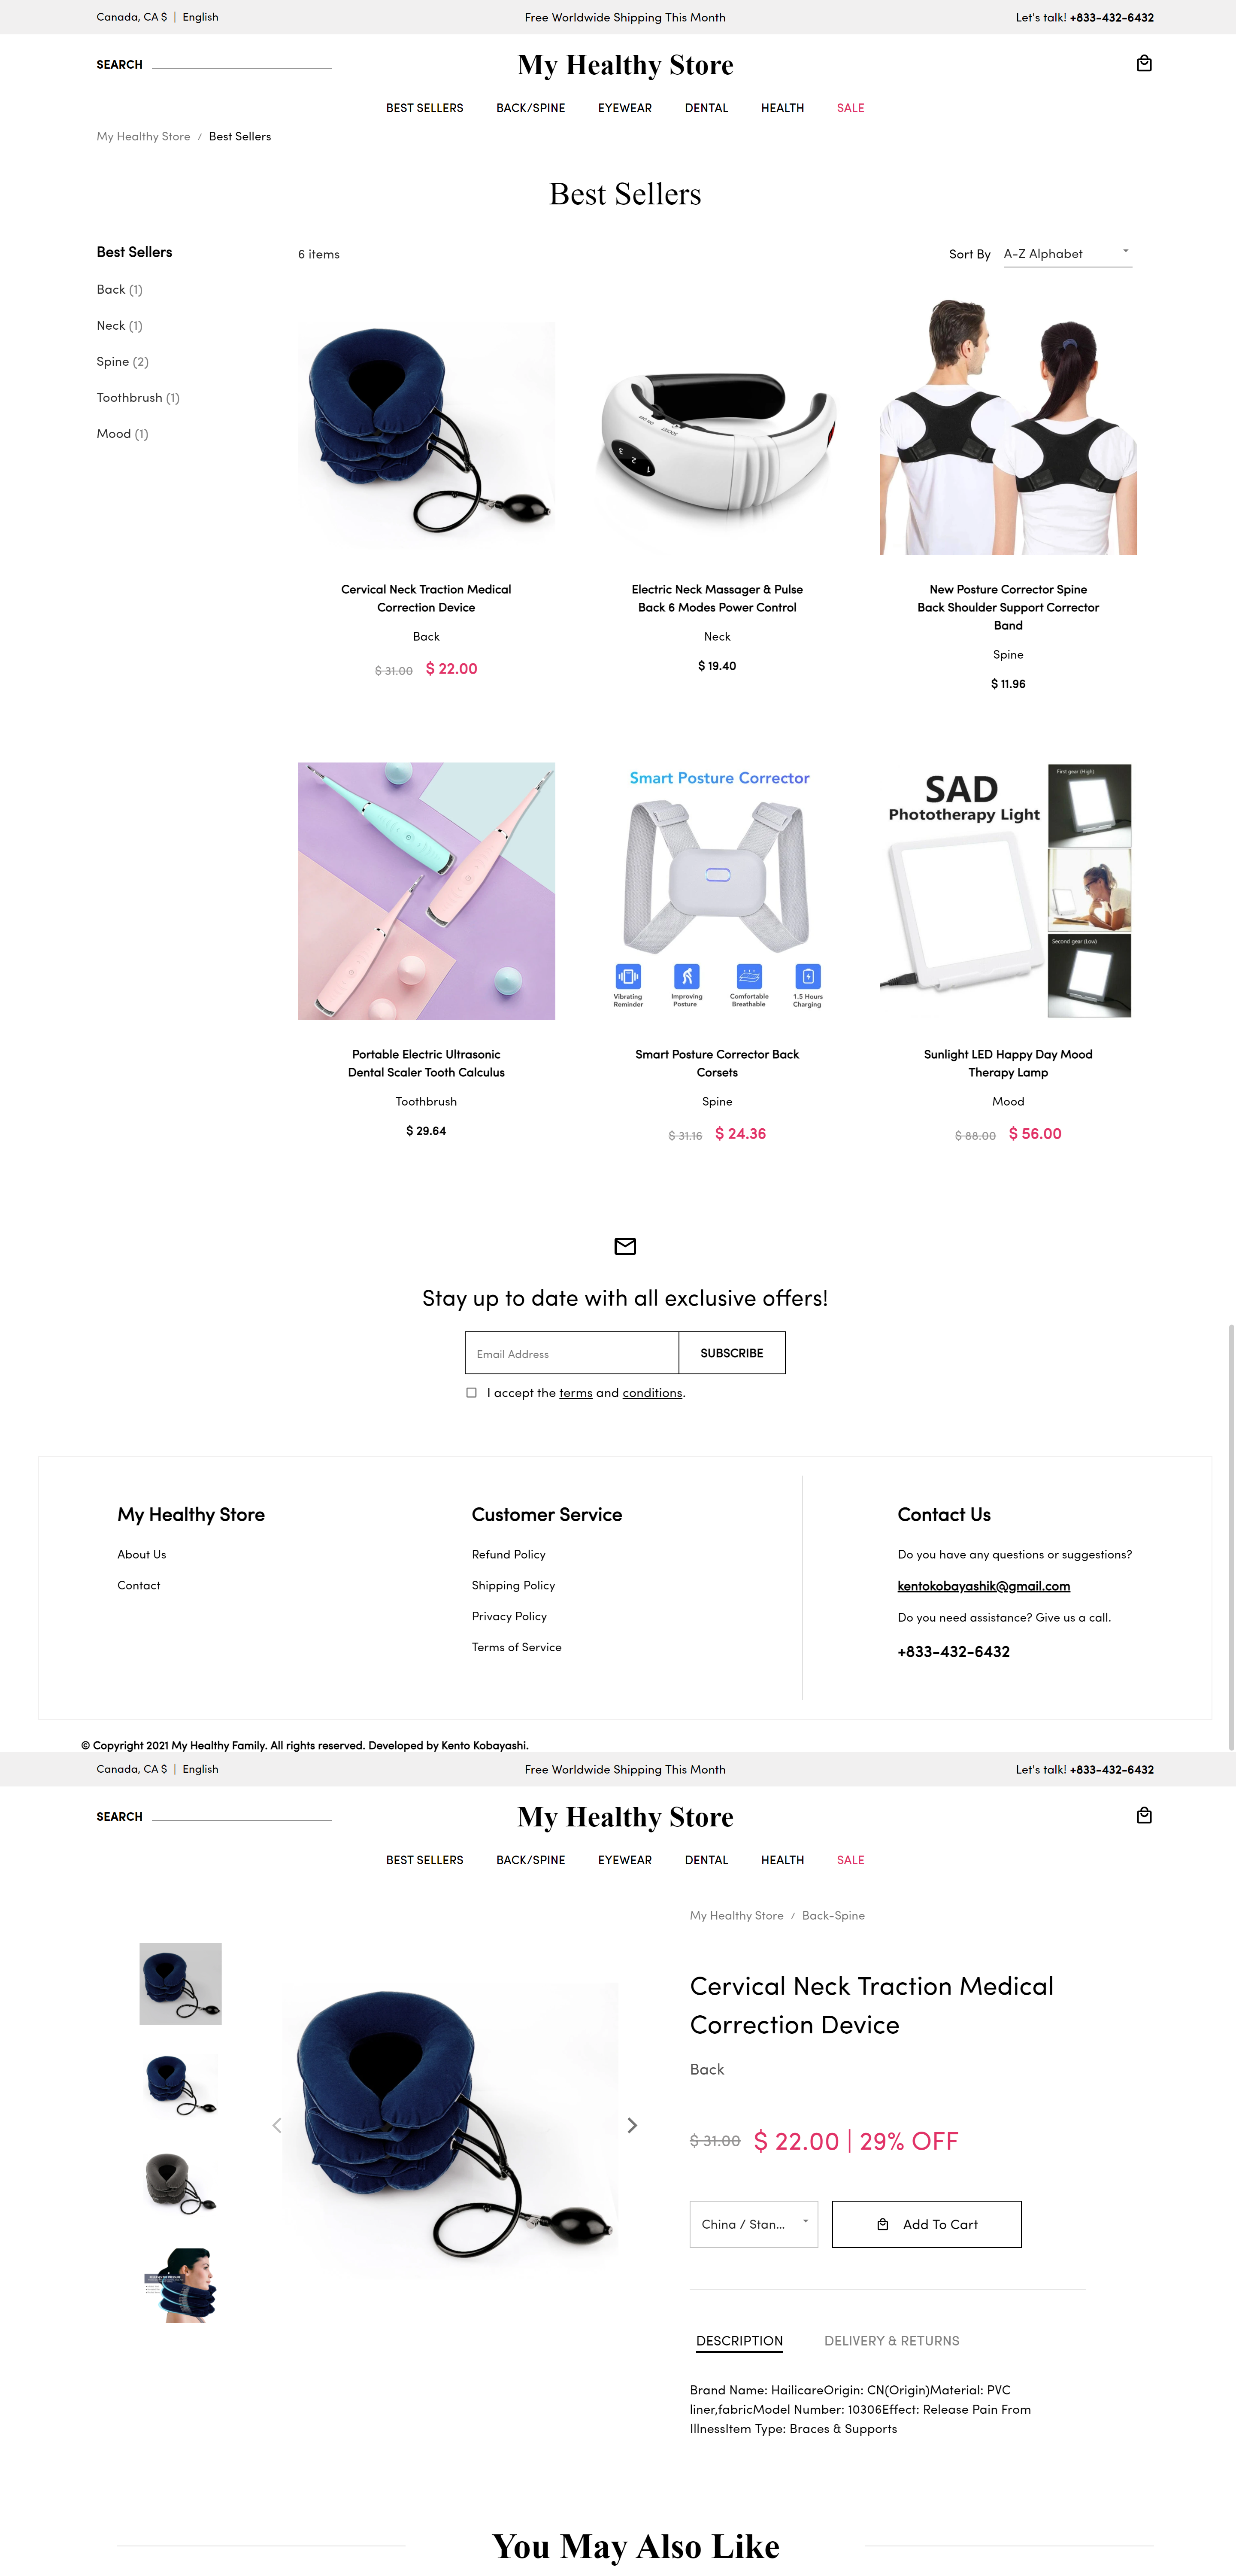 Canada, CA $ | English
Free Worldwide Shipping This Month
Let's talk! +833-432-6432
SEARCH
My Healthy Store
BEST SELLERS BACK/SPINE EYEWEAR DENTAL HEALTH SALE
My Healthy Store / Best Sellers
Best Sellers
Best Sellers
Back (1)
Neck (1)
Spine (2)
Toothbrush (1)
Mood (1)
6 items
Sort By A-Z Alphabet
Cervical Neck Traction Medical
Correction Device
Back
$ 31.00 $ 22.00
ON OFF
3 2 1
Electric Neck Massager & Pulse
Back 6 Modes Power Control
Neck
$ 19.40
New Posture Corrector Spine
Back Shoulder Support Corrector
Band
Spine
$ 11.96
Portable Electric Ultrasonic
Dental Scaler Tooth Calculus
Toothbrush
$ 29.64
Smart Posture Corrector
Vibrating
Reminder
Improving
Posture
Comfortable
Breathable
1.5 Hours
Charging
Smart Posture Corrector Back
Corsets
Spine
$ 31.16 $ 24.36
SAD
Phototherapy Light
First gear (High)
Second gear (Low)
Sunlight LED Happy Day Mood
Therapy Lamp
Mood
$ 88.00 $ 56.00
Stay up to date with all exclusive offers!
Email Address
SUBSCRIBE
I accept the terms and conditions.
My Healthy Store
About Us
Contact
Customer Service
Refund Policy
Shipping Policy
Privacy Policy
Terms of Service
Contact Us
Do you have any questions or suggestions?
kentokobayashik@gmail.com
Do you need assistance? Give us a call.
+833-432-6432
© Copyright 2021 My Healthy Family. All rights reserved. Developed by Kento Kobayashi.
Canada, CA $ | English
Free Worldwide Shipping This Month
Let's talk! +833-432-6432
SEARCH
My Healthy Store
BEST SELLERS BACK/SPINE EYEWEAR DENTAL HEALTH SALE
My Healthy Store / Back-Spine
Cervical Neck Traction Medical
Correction Device
Back
$ 31.00 $ 22.00 | 29% OFF
China / Stan...
Add To Cart
DESCRIPTION
DELIVERY & RETURNS
Brand Name: HailicareOrigin: CN(Origin)Material: PVC
liner,fabricModel Number: 10306Effect: Release Pain From
IllnessItem Type: Braces & Supports
You May Also Like